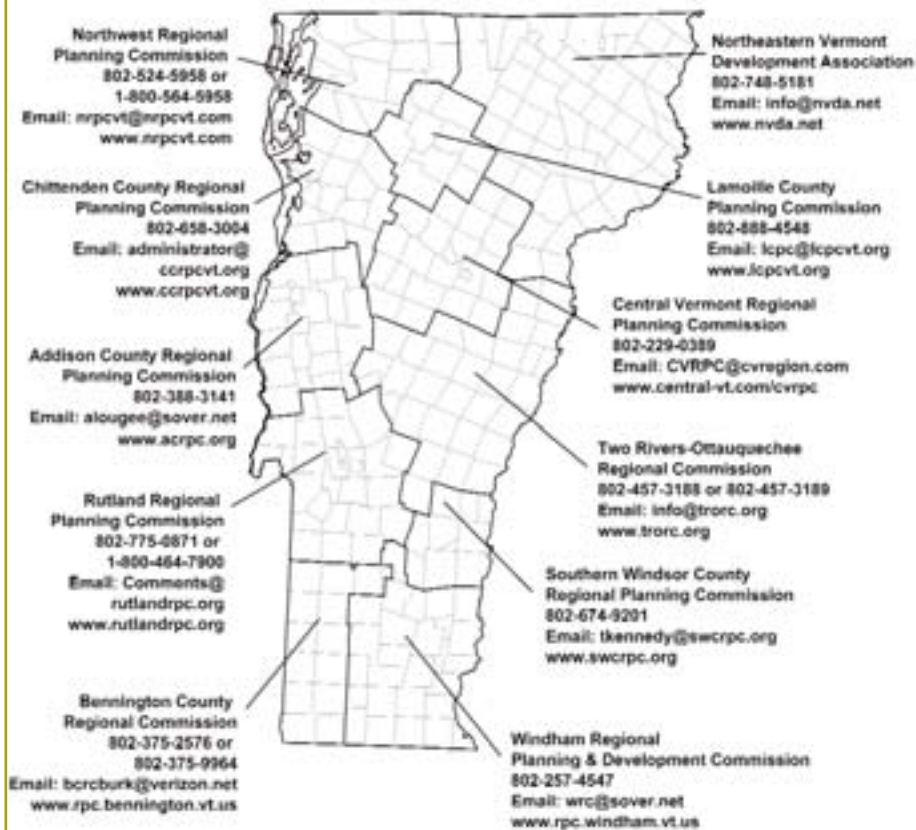 Northwest Regional
Planning Commission
802-524-5958 or
1-800-564-5958
Email: nrpcvt@nrpcvt.com
www.nrpcvt.com
Chittenden County Regional
Planning Commission
802-658-3004
Email: administrator@
ccrpcvt.org
www.ccrpcvt.org
Addison County Regional
Planning Commission
802-388-3141
Email: alougee@sover.net
www.acrpc.org
Rutland Regional
Planning Commission
802-775-0871 or
1-800-464-7900
Email: Comments@
rutlandrpc.org
www.rutlandrpc.org
Bennington County
Regional Commission
802-375-2576 or
802-375-9964
Email: bcrcburk@verizon.net
www.rpc.bennington.vt.us
Northeastern Vermont
Development Association
802-748-5181
Email: info@nvda.net
www.nvda.net
Lamoille County
Planning Commission
802-888-4548
Email: lcpc@lcpcvt.org
www.lcpcvt.org
Central Vermont Regional
Planning Commission
802-229-0389
Email: CVRPC@cvregion.com
www.central-vt.com/cvrpc
Two Rivers-Ottauquechee
Regional Commission
802-457-3188 or 802-457-3189
Email: info@trorc.org
www.trorc.org
Southern Windsor County
Regional Planning Commission
802-674-9201
Email: tkennedy@swcrpc.org
www.swcrpc.org
Windham Regional
Planning & Development Commission
802-257-4547
Email: wrc@sover.net
www.rpc.windham.vt.us